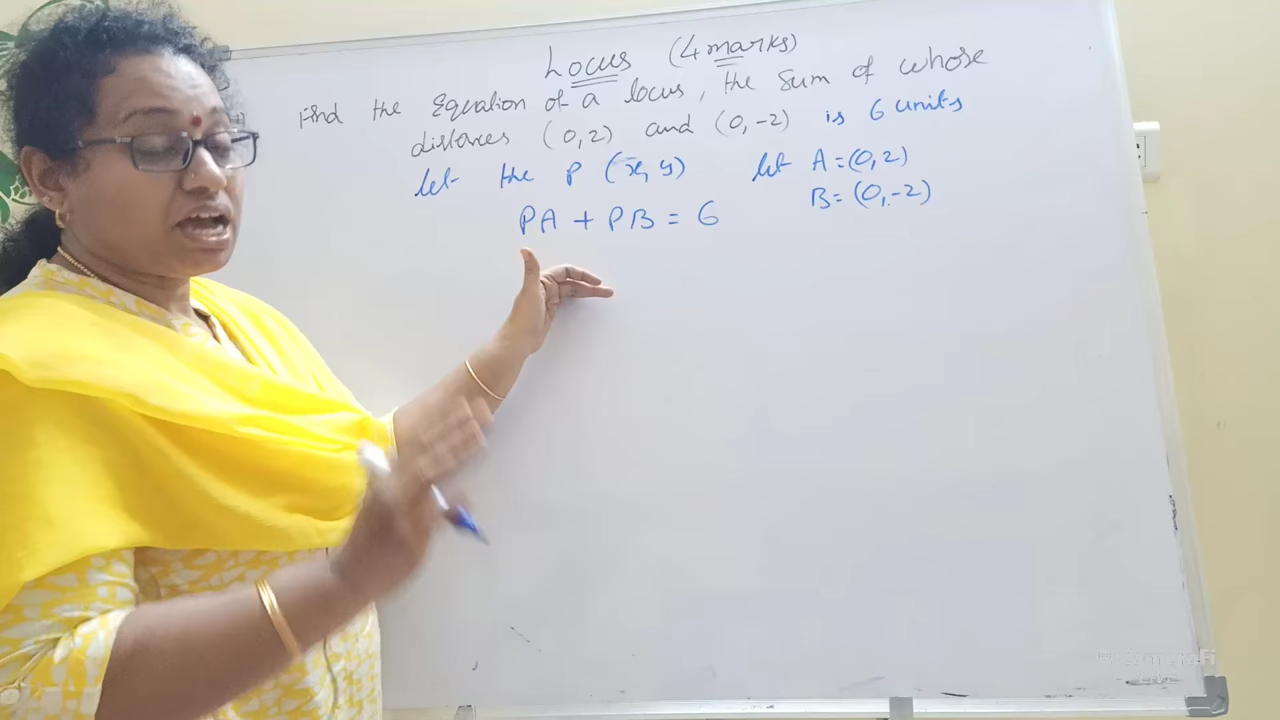 Locus (4 marks)
Find the Equation of a locus, the sum of whose
distances (0,2) and (0,-2) is 6 units
let the P (x, y) let A = (0,2)
B = (0,-2)
PA + PB = 6